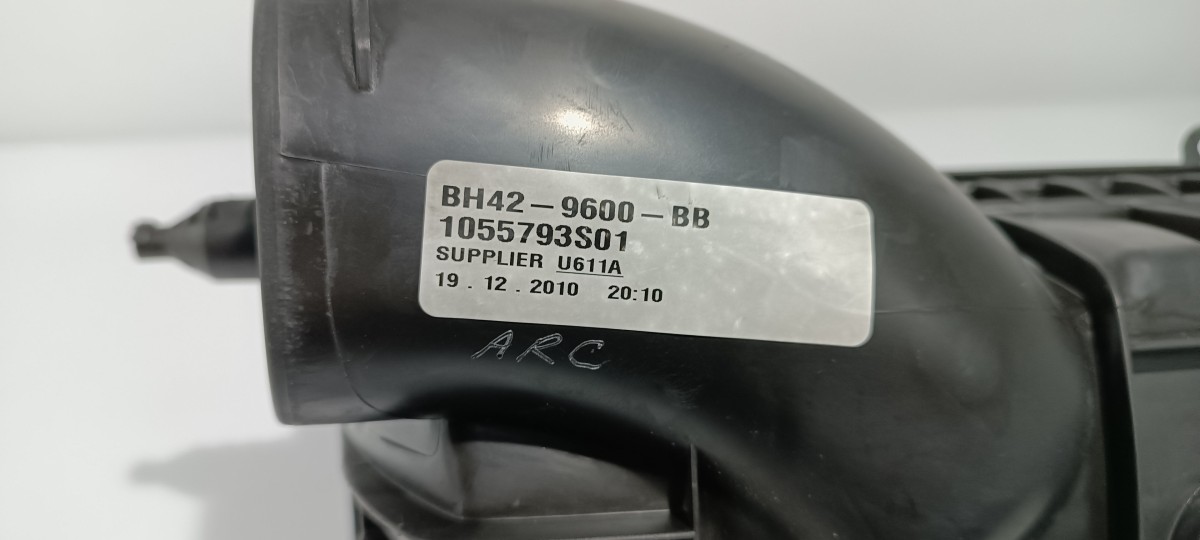 BH42-9600-BB
1055793S01
SUPPLIER U611A
19.12.2010 20:10
ARC